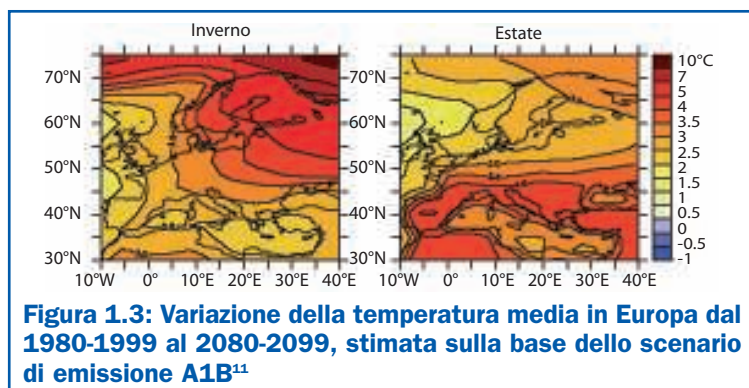 Inverno
Estate
70°N
60°N
50°N
40°N
30°N
10°W 0° 10°E 20°E 30°E 40°E
70°N
60°N
50°N
40°N
30°N
10°W 0° 10°E 20°E 30°E 40°E
10°C
7
5
4
3
2.5
2
1.5
1
0.5
0
-0.5
-1
Figura 1.3: Variazione della temperatura media in Europa dal
1980-1999 al 2080-2099, stimata sulla base dello scenario
di emissione A1B¹¹